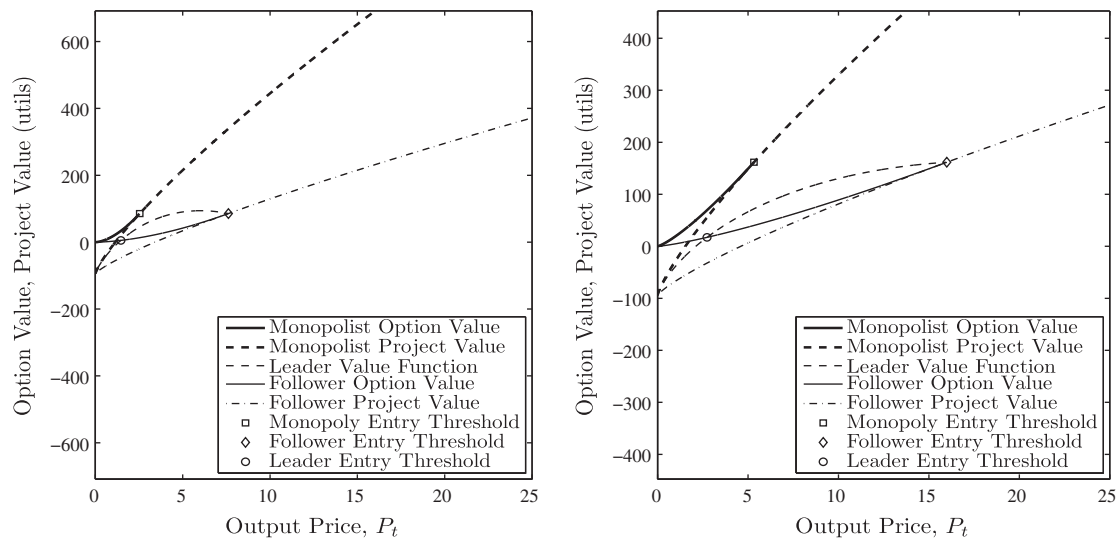 Option Value, Project Value (utils)
600
400
200
0
−200
−400
−600
Monopolist Option Value
Monopolist Project Value
Leader Value Function
Follower Option Value
Follower Project Value
Monopoly Entry Threshold
Follower Entry Threshold
Leader Entry Threshold
0 5 10 15 20 25
Output Price, Pt
Option Value, Project Value (utils)
400
300
200
100
0
−100
−200
−300
−400
Monopolist Option Value
Monopolist Project Value
Leader Value Function
Follower Option Value
Follower Project Value
Monopoly Entry Threshold
Follower Entry Threshold
Leader Entry Threshold
0 5 10 15 20 25
Output Price, Pt